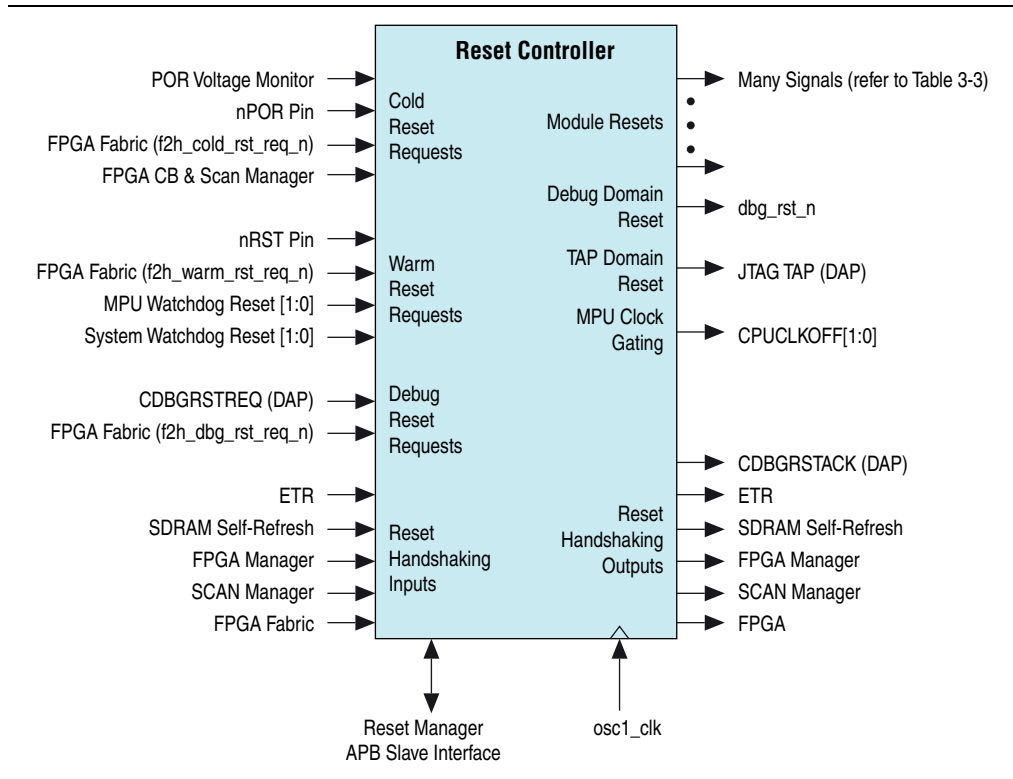 Reset Controller
POR Voltage Monitor
nPOR Pin
FPGA Fabric (f2h_cold_rst_req_n)
FPGA CB & Scan Manager
Cold
Reset
Requests
nRST Pin
FPGA Fabric (f2h_warm_rst_req_n)
MPU Watchdog Reset [1:0]
System Watchdog Reset [1:0]
Warm
Reset
Requests
CDBGRSTREQ (DAP)
FPGA Fabric (f2h_dbg_rst_req_n)
Debug
Reset
Requests
ETR
SDRAM Self-Refresh
FPGA Manager
SCAN Manager
FPGA Fabric
Reset
Handshaking
Inputs
Module Resets
Many Signals (refer to Table 3-3)
Debug Domain
Reset
dbg_rst_n
TAP Domain
Reset
JTAG TAP (DAP)
MPU Clock
Gating
CPUCLKOFF[1:0]
Reset
Handshaking
Outputs
CDBGRSTACK (DAP)
ETR
SDRAM Self-Refresh
FPGA Manager
SCAN Manager
FPGA
Reset Manager
APB Slave Interface
osc1_clk